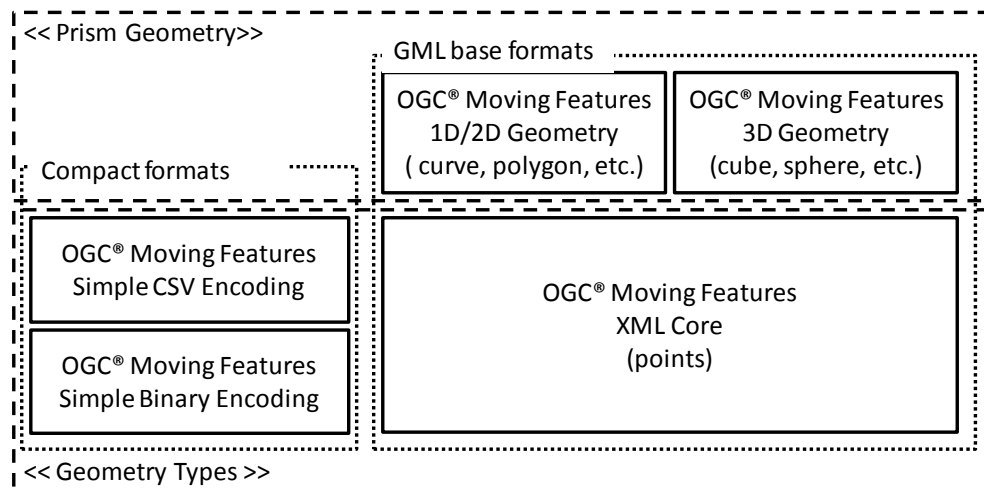 << Prism Geometry>>
GML base formats
OGC® Moving Features
1D/2D Geometry
( curve, polygon, etc.)
OGC® Moving Features
3D Geometry
(cube, sphere, etc.)
Compact formats
OGC® Moving Features
Simple CSV Encoding
OGC® Moving Features
Simple Binary Encoding
OGC® Moving Features
XML Core
(points)
<< Geometry Types >>